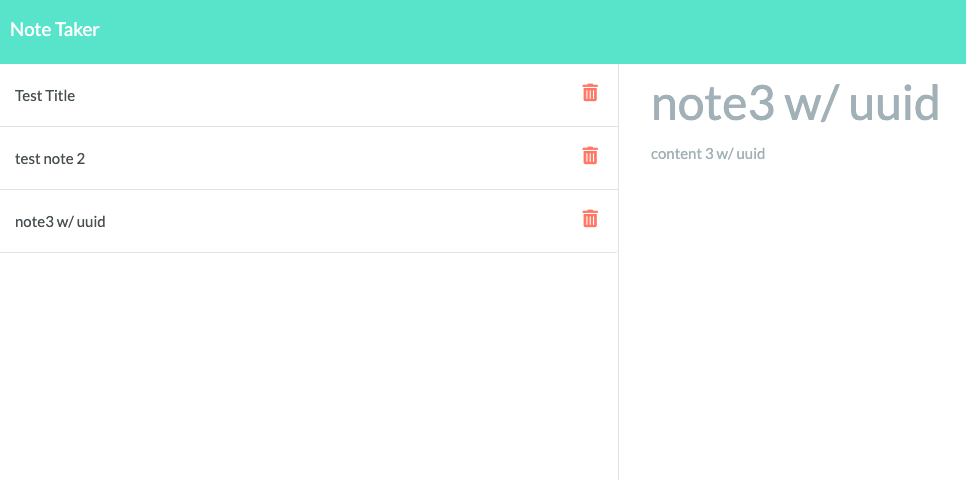 Note Taker
Test Title
test note 2
note3 w/ uuid
note3 w/ uuid
content 3 w/ uuid